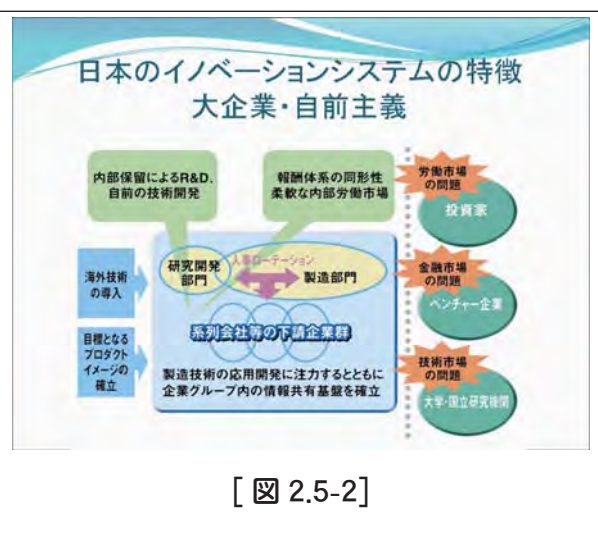 日本のイノベーションシステムの特徴
大企業・自前主義
内部保留によるR&D、
自前の技術開発
報酬体系の同形性
柔軟な内部労働市場
労働市場
の問題
投資家
海外技術
の導入
研究開発
部門
人事ローテーション
製造部門
金融市場
の問題
ベンチャー企業
目標となる
プロダクト
イメージの
確立
系列会社等の下請企業群
製造技術の応用開発に注力するとともに
企業グループ内の情報共有基盤を確立
技術市場
の問題
大学・国立研究機関
[ 図 2.5-2]